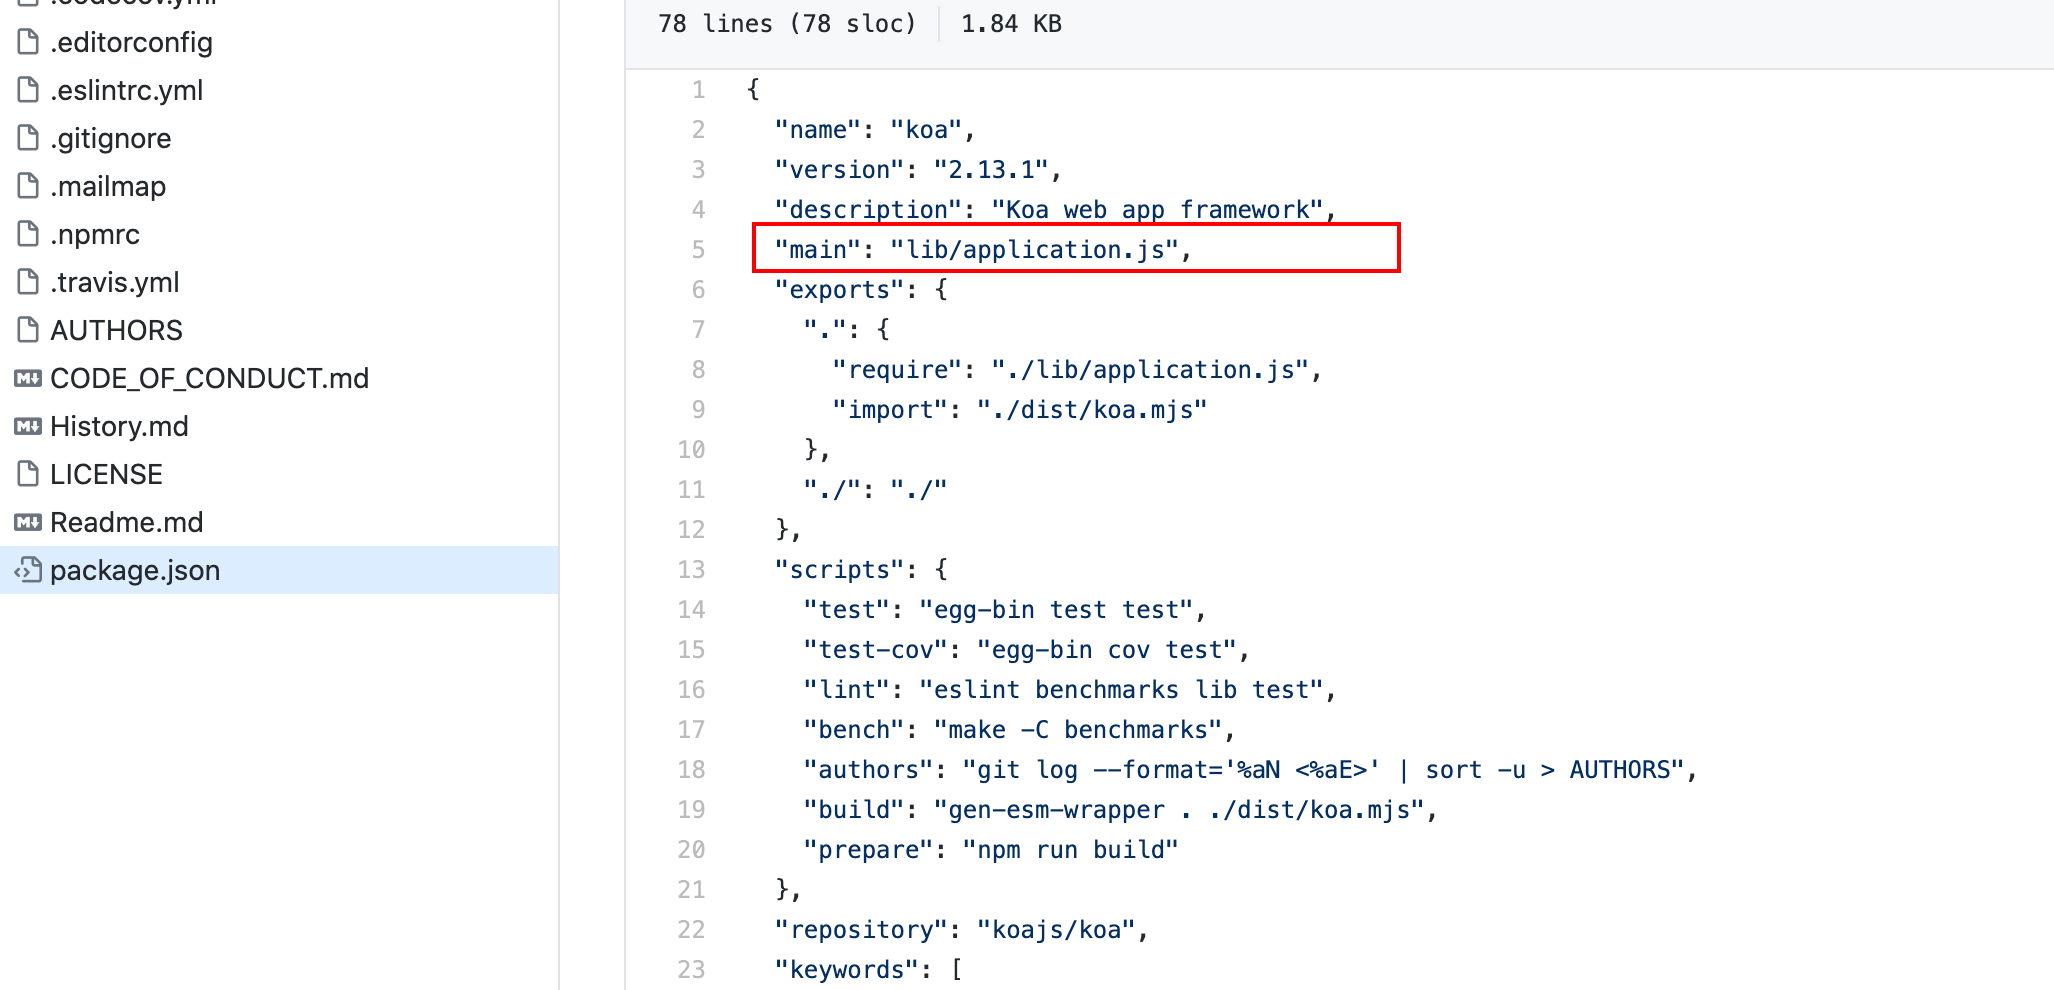 .codecov.yml
.editorconfig
.eslintrc.yml
.gitignore
.mailmap
.npmrc
.travis.yml
AUTHORS
CODE_OF_CONDUCT.md
History.md
LICENSE
Readme.md
package.json
78 lines (78 sloc) 1.84 KB
1 {
2 "name": "koa",
3 "version": "2.13.1",
4 "description": "Koa web app framework",
5 "main": "lib/application.js",
6 "exports": {
7 ".": {
8 "require": "./lib/application.js",
9 "import": "./dist/koa.mjs"
10 },
11 "./": "./"
12 },
13 "scripts": {
14 "test": "egg-bin test test",
15 "test-cov": "egg-bin cov test",
16 "lint": "eslint benchmarks lib test",
17 "bench": "make -C benchmarks",
18 "authors": "git log --format='%aN <%aE>' | sort -u > AUTHORS",
19 "build": "gen-esm-wrapper . ./dist/koa.mjs",
20 "prepare": "npm run build"
21 },
22 "repository": "koajs/koa",
23 "keywords": [